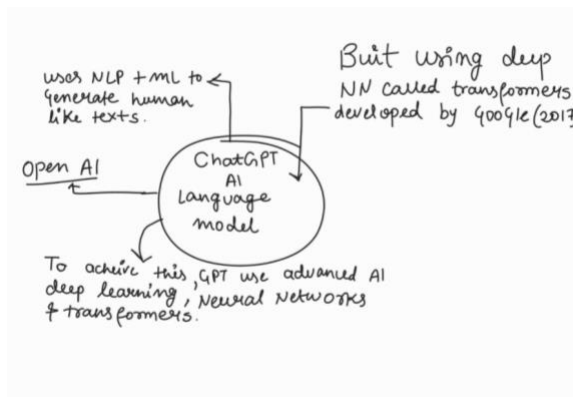 uses NLP + ML to
generate human
like texts.
Buit using deep
NN called transformers
developed by Google (2017
Open AI
ChatGPT
AI
Language
model
To acheive this, GPT use advanced AI
deep learning, Neural Networks
& transformers.